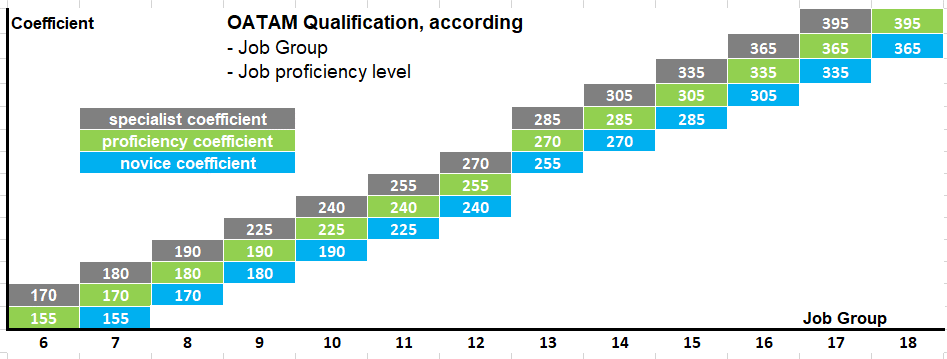 Coefficient
OATAM Qualification, according
- Job Group
- Job proficiency level
395 395
365 365 365
335 335 335
305 305 305
specialist coefficient 285 285 285
proficiency coefficient 270 270
novice coefficient 270 255
255 255
240 240 240
225 225 225
190 190 190
180 180 180
170 170 170
155 155
Job Group
6 7 8 9 10 11 12 13 14 15 16 17 18